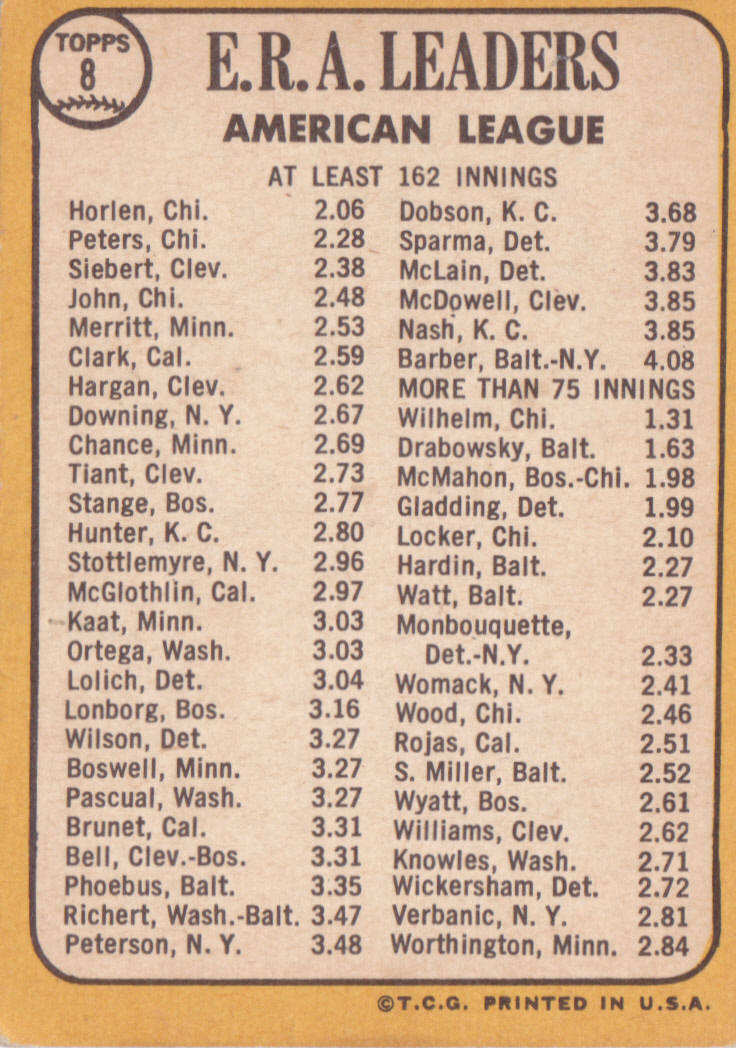 TOPPS
8
E.R.A. LEADERS
AMERICAN LEAGUE
AT LEAST 162 INNINGS
Horlen, Chi. 2.06
Peters, Chi. 2.28
Siebert, Clev. 2.38
John, Chi. 2.48
Merritt, Minn. 2.53
Clark, Cal. 2.59
Hargan, Clev. 2.62
Downing, N. Y. 2.67
Chance, Minn. 2.69
Tiant, Clev. 2.73
Stange, Bos. 2.77
Hunter, K. C. 2.80
Stottlemyre, N. Y. 2.96
McGlothlin, Cal. 2.97
Kaat, Minn. 3.03
Ortega, Wash. 3.03
Lolich, Det. 3.04
Lonborg, Bos. 3.16
Wilson, Det. 3.27
Boswell, Minn. 3.27
Pascual, Wash. 3.27
Brunet, Cal. 3.31
Bell, Clev.-Bos. 3.31
Phoebus, Balt. 3.35
Richert, Wash.-Balt. 3.47
Peterson, N. Y. 3.48
Dobson, K. C. 3.68
Sparma, Det. 3.79
McLain, Det. 3.83
McDowell, Clev. 3.85
Nash, K. C. 3.85
Barber, Balt.-N.Y. 4.08
MORE THAN 75 INNINGS
Wilhelm, Chi. 1.31
Drabowsky, Balt. 1.63
McMahon, Bos.-Chi. 1.98
Gladding, Det. 1.99
Locker, Chi. 2.10
Hardin, Balt. 2.27
Watt, Balt. 2.27
Monbouquette,
Det.-N.Y. 2.33
Womack, N. Y. 2.41
Wood, Chi. 2.46
Rojas, Cal. 2.51
S. Miller, Balt. 2.52
Wyatt, Bos. 2.61
Williams, Clev. 2.62
Knowles, Wash. 2.71
Wickersham, Det. 2.72
Verbanic, N. Y. 2.81
Worthington, Minn. 2.84
©T.C.G. PRINTED IN U.S.A.